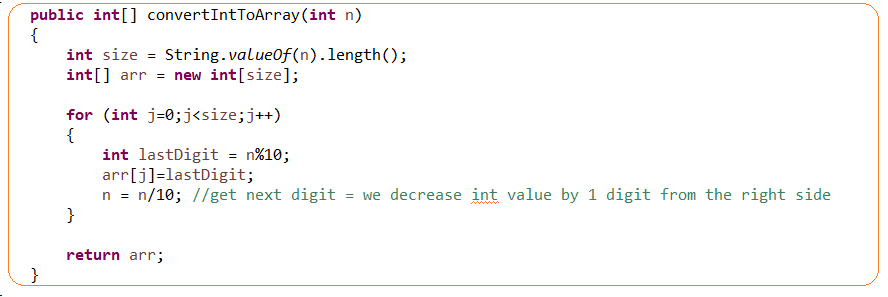 public int[] convertIntToArray(int n)
{
    int size = String.valueOf(n).length();
    int[] arr = new int[size];

    for (int j=0;j<size;j++)
    {
        int lastDigit = n%10;
        arr[j]=lastDigit;
        n = n/10; //get next digit = we decrease int value by 1 digit from the right side
    }

    return arr;
}